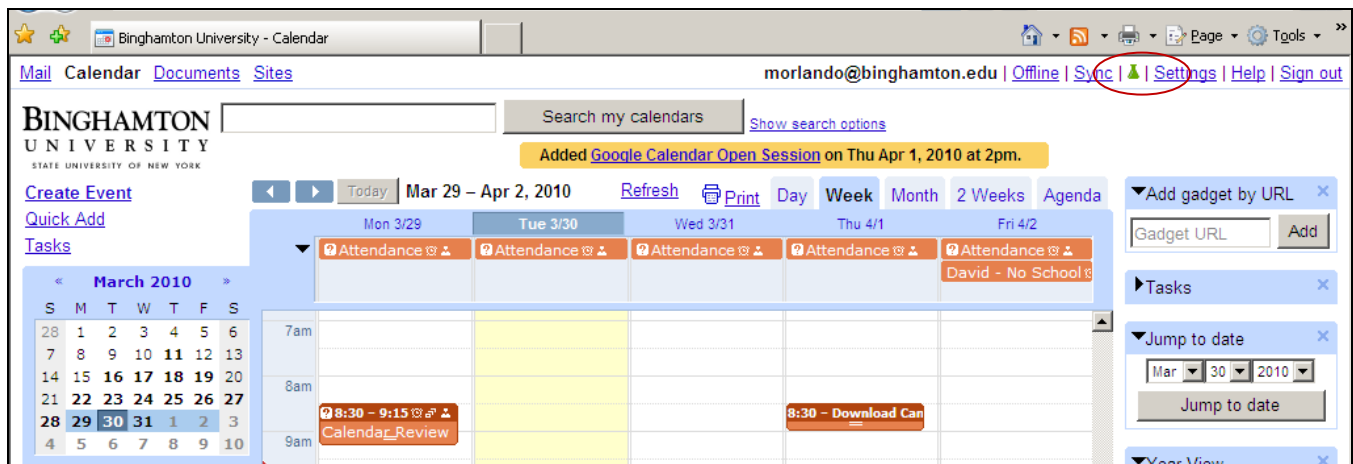 Binghamton University - Calendar
Page Tools »
Mail Calendar Documents Sites
morlando@binghamton.edu | Offline | Sync | | Settings | Help | Sign out
BINGHAMTON
UNIVERSITY
STATE UNIVERSITY OF NEW YORK
Search my calendars
Show search options
Added Google Calendar Open Session on Thu Apr 1, 2010 at 2pm.
Create Event
Quick Add
Tasks
Today Mar 29 – Apr 2, 2010 Refresh Print Day Week Month 2 Weeks Agenda
Mon 3/29 Tue 3/30 Wed 3/31 Thu 4/1 Fri 4/2
Attendance Attendance Attendance Attendance Attendance
David - No School
« March 2010 »
S M T W T F S
28 1 2 3 4 5 6
7 8 9 10 11 12 13
14 15 16 17 18 19 20
21 22 23 24 25 26 27
28 29 30 31 1 2 3
4 5 6 7 8 9 10
7am
8am
9am
8:30 – 9:15
Calendar Review
8:30 – Download Can
Add gadget by URL ×
Gadget URL Add
Tasks ×
Jump to date ×
Mar 30 2010
Jump to date
Year View ×